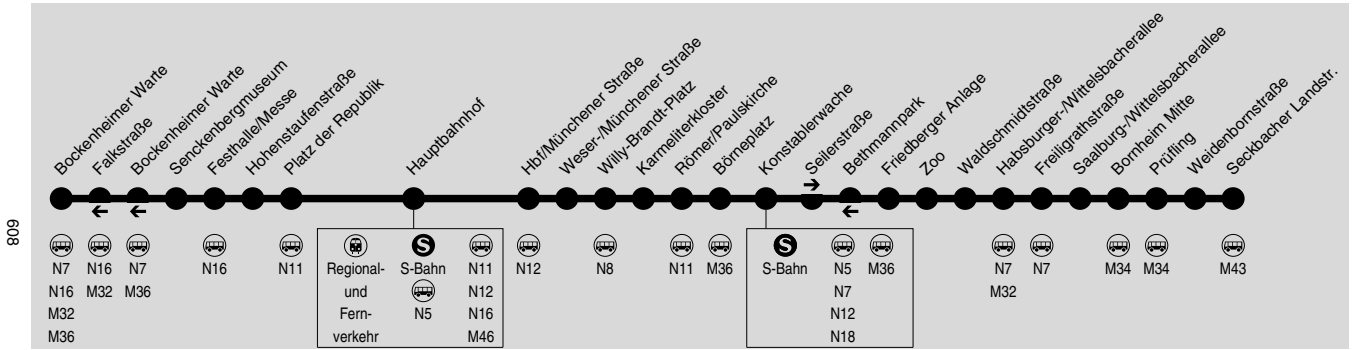 Bockenheimer Warte
Falkstraße
Bockenheimer Warte
Senckenbergmuseum
Festhalle/Messe
Hohenstaufenstraße
Platz der Republik
Hauptbahnhof
Hbf/Münchener Straße
Weser-/Münchener Straße
Willy-Brandt-Platz
Karmeliterkloster
Römer/Paulskirche
Börneplatz
Konstablerwache
Seilerstraße
Bethmannpark
Friedberger Anlage
Zoo
Waldschmidtstraße
Habsburger-/Wittelsbacherallee
Freiligrathstraße
Saalburg-/Wittelsbacherallee
Bornheim Mitte
Prüfling
Weidenbornstraße
Seckbacher Landstr.
608
N7
N16
M32
M36
N16
M32
N7
M36
N16
N11
Regional-
und
Fern-
verkehr
S
S-Bahn
N5
N11
N12
N16
M46
N12
N8
N11
M36
S
S-Bahn
N5
N7
N12
N18
M36
N7
M32
N7
M34
M34
M43